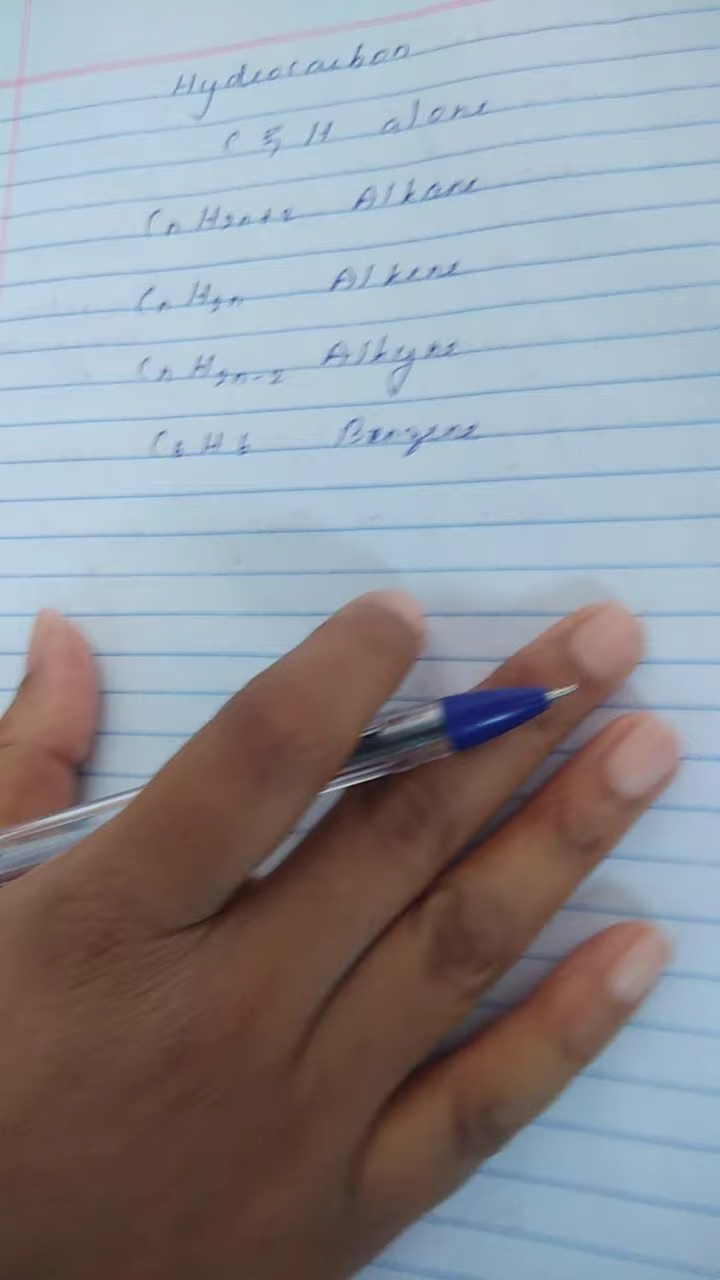 Hydrocarbon
C & H alone
CnH2n+2 Alkane
CnH2n Alkene
CnH2n-2 Alkyne
C6H6 Benzene